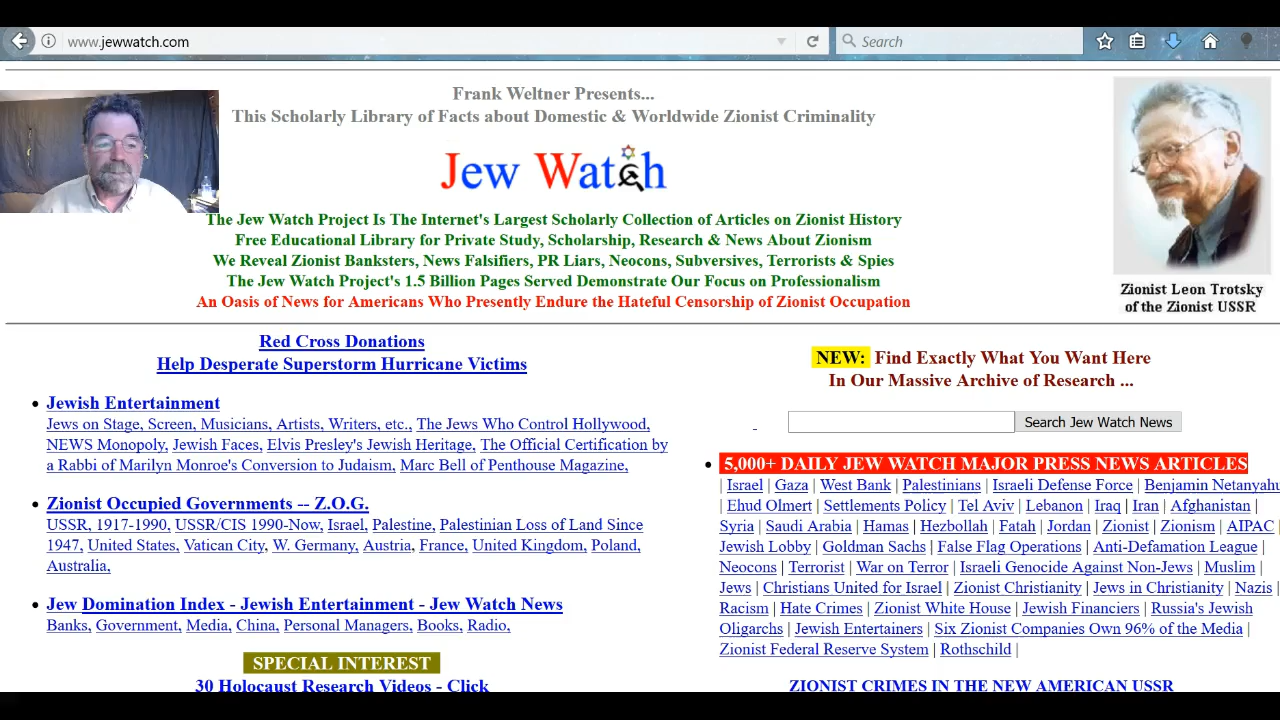 www.jewwatch.com
Search
Frank Weltner Presents...
This Scholarly Library of Facts about Domestic & Worldwide Zionist Criminality
Jew Watch
The Jew Watch Project Is The Internet's Largest Scholarly Collection of Articles on Zionist History
Free Educational Library for Private Study, Scholarship, Research & News About Zionism
We Reveal Zionist Banksters, News Falsifiers, PR Liars, Neocons, Subversives, Terrorists & Spies
The Jew Watch Project's 1.5 Billion Pages Served Demonstrate Our Focus on Professionalism
An Oasis of News for Americans Who Presently Endure the Hateful Censorship of Zionist Occupation
Zionist Leon Trotsky
of the Zionist USSR
Red Cross Donations
Help Desperate Superstorm Hurricane Victims
• Jewish Entertainment
Jews on Stage, Screen, Musicians, Artists, Writers, etc., The Jews Who Control Hollywood,
NEWS Monopoly, Jewish Faces, Elvis Presley's Jewish Heritage, The Official Certification by
a Rabbi of Marilyn Monroe's Conversion to Judaism, Marc Bell of Penthouse Magazine,
• Zionist Occupied Governments -- Z.O.G.
USSR, 1917-1990, USSR/CIS 1990-Now, Israel, Palestine, Palestinian Loss of Land Since
1947, United States, Vatican City, W. Germany, Austria, France, United Kingdom, Poland,
Australia,
• Jew Domination Index - Jewish Entertainment - Jew Watch News
Banks, Government, Media, China, Personal Managers, Books, Radio,
SPECIAL INTEREST
30 Holocaust Research Videos - Click
NEW: Find Exactly What You Want Here
In Our Massive Archive of Research ...
Search Jew Watch News
• 5,000+ DAILY JEW WATCH MAJOR PRESS NEWS ARTICLES
| Israel | Gaza | West Bank | Palestinians | Israeli Defense Force | Benjamin Netanyahu
| Ehud Olmert | Settlements Policy | Tel Aviv | Lebanon | Iraq | Iran | Afghanistan |
Syria | Saudi Arabia | Hamas | Hezbollah | Fatah | Jordan | Zionist | Zionism | AIPAC |
Jewish Lobby | Goldman Sachs | False Flag Operations | Anti-Defamation League |
Neocons | Terrorist | War on Terror | Israeli Genocide Against Non-Jews | Muslim |
Jews | Christians United for Israel | Zionist Christianity | Jews in Christianity | Nazis |
Racism | Hate Crimes | Zionist White House | Jewish Financiers | Russia's Jewish
Oligarchs | Jewish Entertainers | Six Zionist Companies Own 96% of the Media |
Zionist Federal Reserve System | Rothschild |
ZIONIST CRIMES IN THE NEW AMERICAN USSR